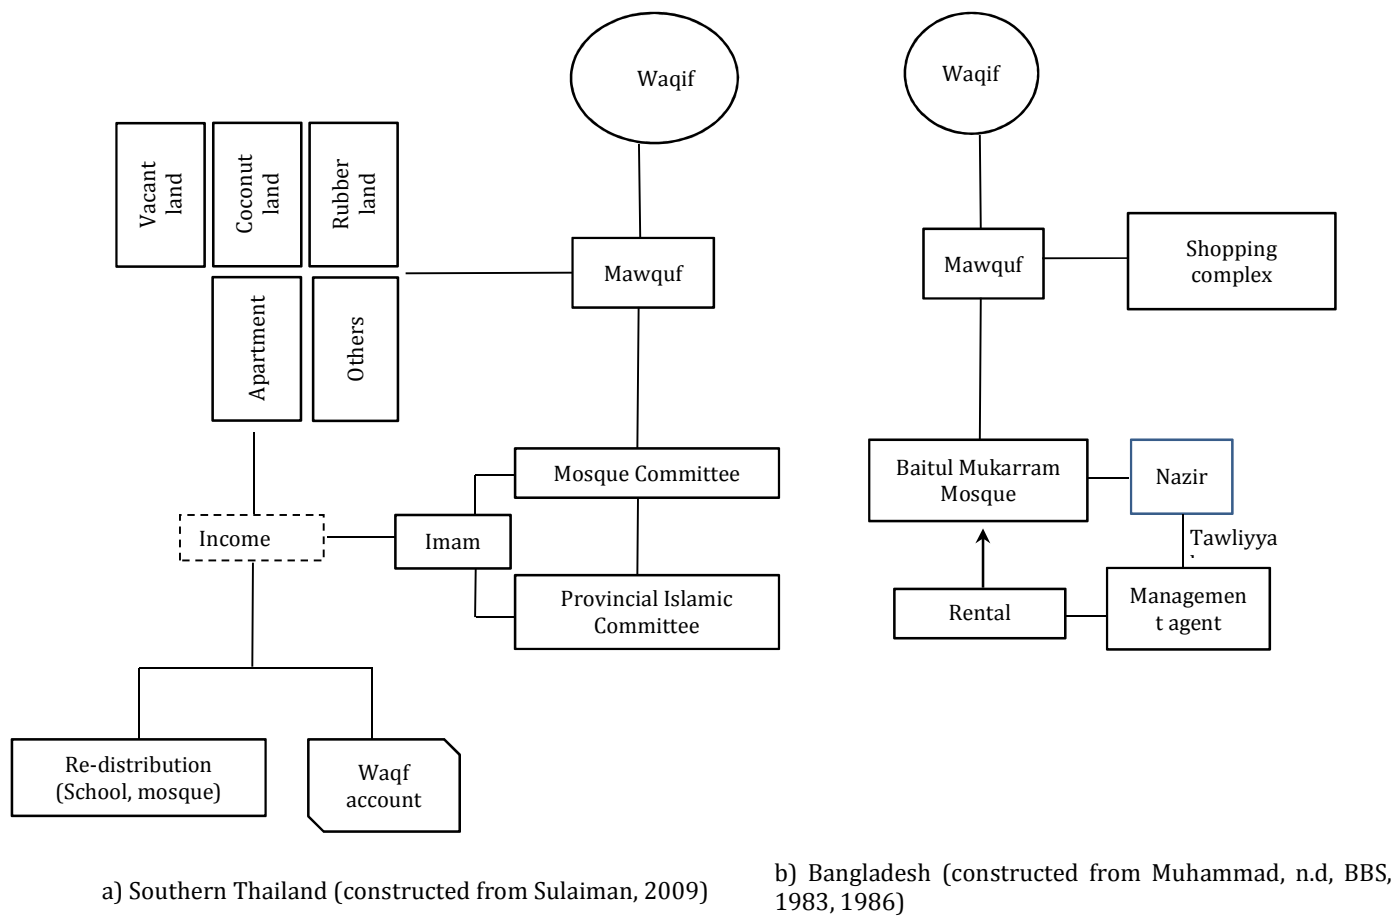 Waqif
Vacant
land
Coconut
land
Rubber
land
Mawquf
Apartment
Others
Mosque Committee
Income
Imam
Provincial Islamic
Committee
Re-distribution
(School, mosque)
Waqf
account
a) Southern Thailand (constructed from Sulaiman, 2009)
Waqif
Mawquf
Shopping
complex
Baitul Mukarram
Mosque
Nazir
Tawliyya
Rental
Managemen
t agent
b) Bangladesh (constructed from Muhammad, n.d, BBS,
1983, 1986)